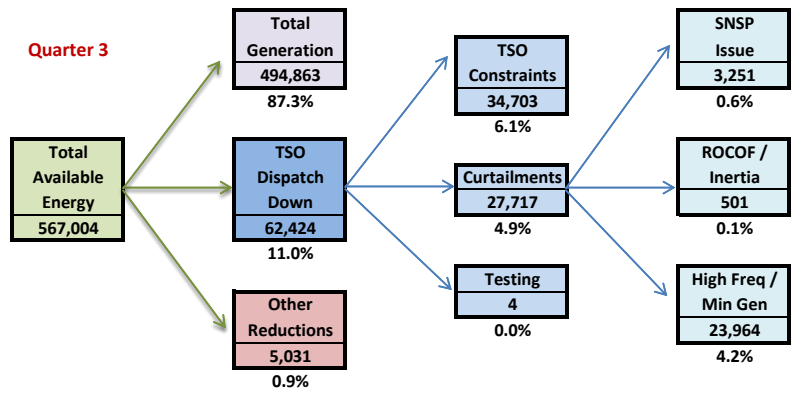 Quarter 3
Total
Available
Energy
567,004
Total
Generation
494,863
87.3%
TSO
Dispatch
Down
62,424
11.0%
Other
Reductions
5,031
0.9%
TSO
Constraints
34,703
6.1%
Curtailments
27,717
4.9%
Testing
4
0.0%
SNSP
Issue
3,251
0.6%
ROCOF /
Inertia
501
0.1%
High Freq /
Min Gen
23,964
4.2%